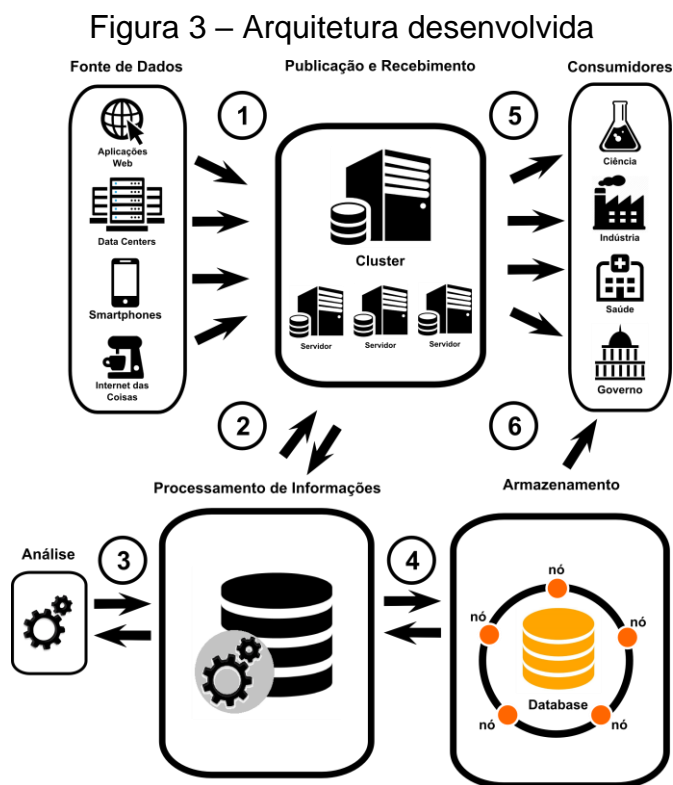 Figura 3 – Arquitetura desenvolvida
Fonte de Dados
Publicação e Recebimento
Consumidores
1
5
Aplicações
Web
Data Centers
Smartphones
Internet das
Coisas
Cluster
Servidor
Servidor
Servidor
Ciência
Indústria
Saúde
Governo
2
6
Processamento de Informações
Armazenamento
Análise
3
4
nó
nó
nó
nó
nó
Database